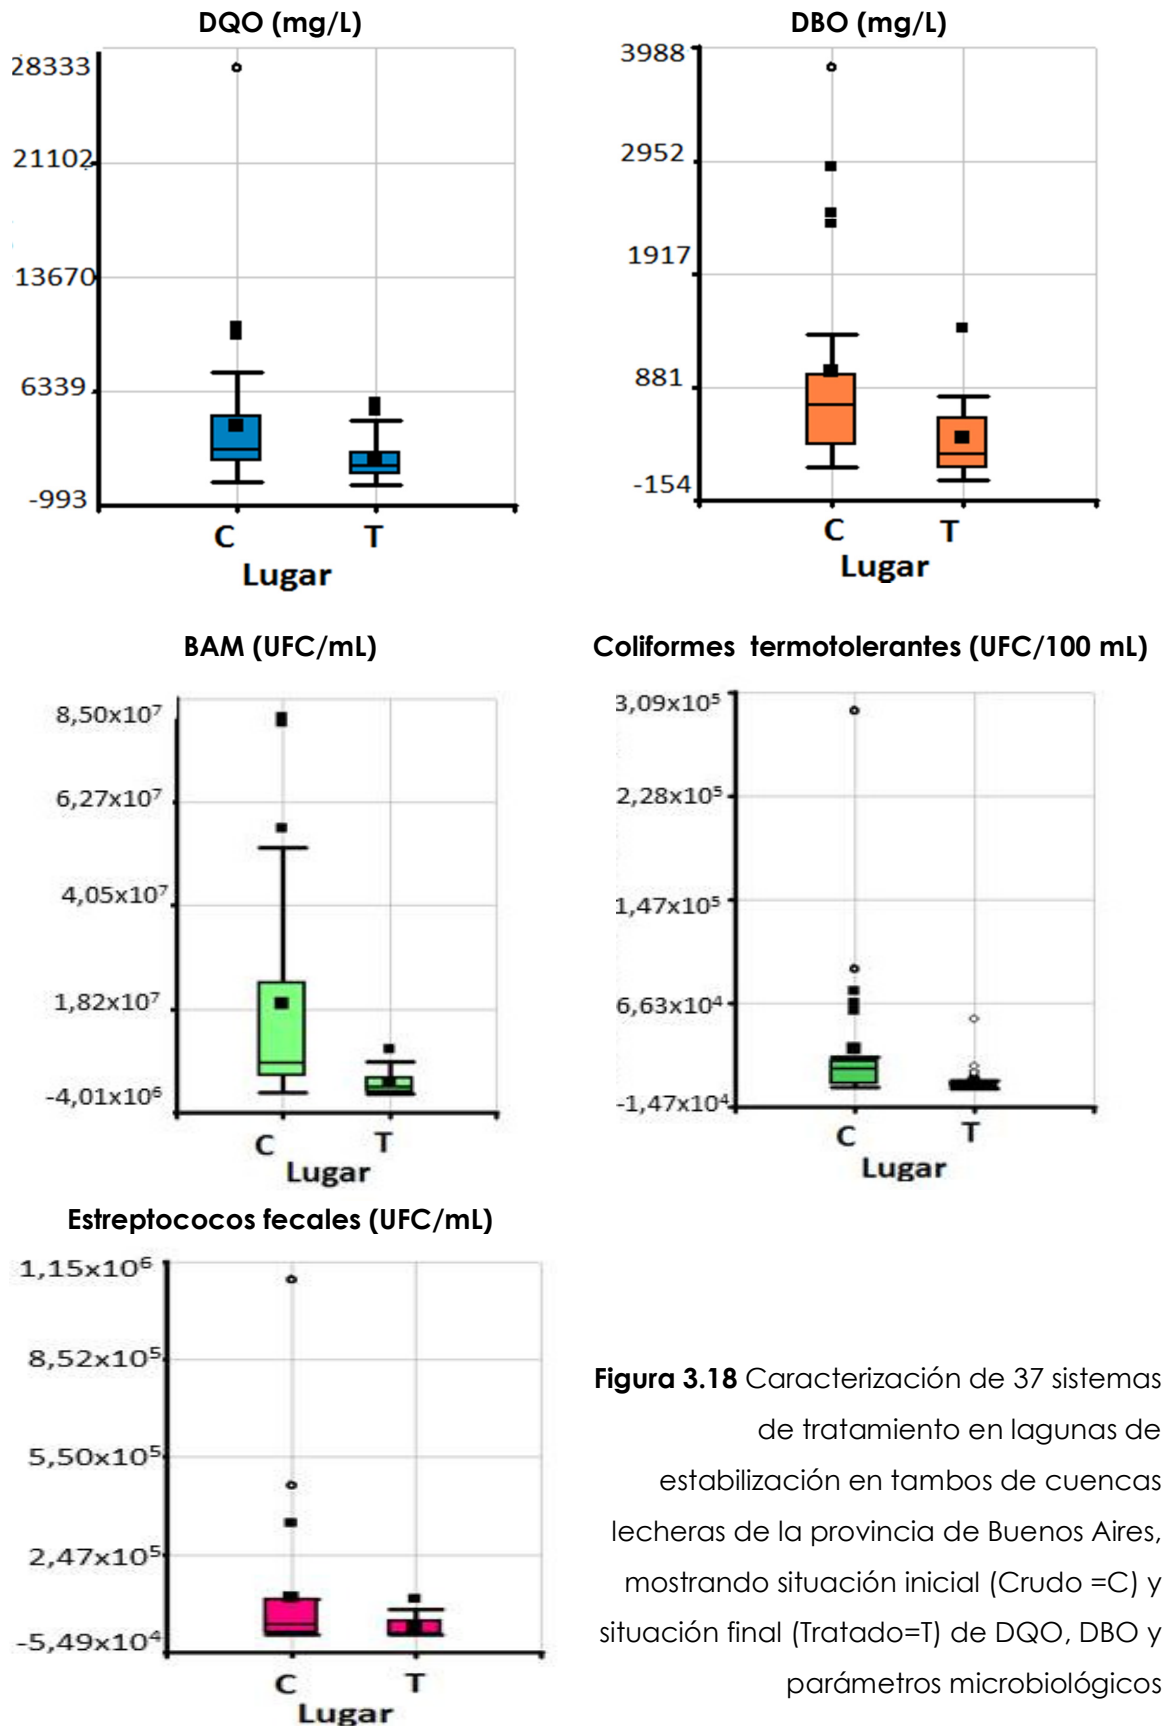 DQO (mg/L)
28333
21102
13670
6339
-993
C T
Lugar
DBO (mg/L)
3988
2952
1917
881
-154
C T
Lugar
BAM (UFC/mL)
8,50x10⁷
6,27x10⁷
4,05x10⁷
1,82x10⁷
-4,01x10⁶
C T
Lugar
Coliformes termotolerantes (UFC/100 mL)
3,09x10⁵
2,28x10⁵
1,47x10⁵
6,63x10⁴
-1,47x10⁴
C T
Lugar
Estreptococos fecales (UFC/mL)
1,15x10⁶
8,52x10⁵
5,50x10⁵
2,47x10⁵
-5,49x10⁴
C T
Lugar
Figura 3.18 Caracterización de 37 sistemas
de tratamiento en lagunas de
estabilización en tambos de cuencas
lecheras de la provincia de Buenos Aires,
mostrando situación inicial (Crudo =C) y
situación final (Tratado=T) de DQO, DBO y
parámetros microbiológicos